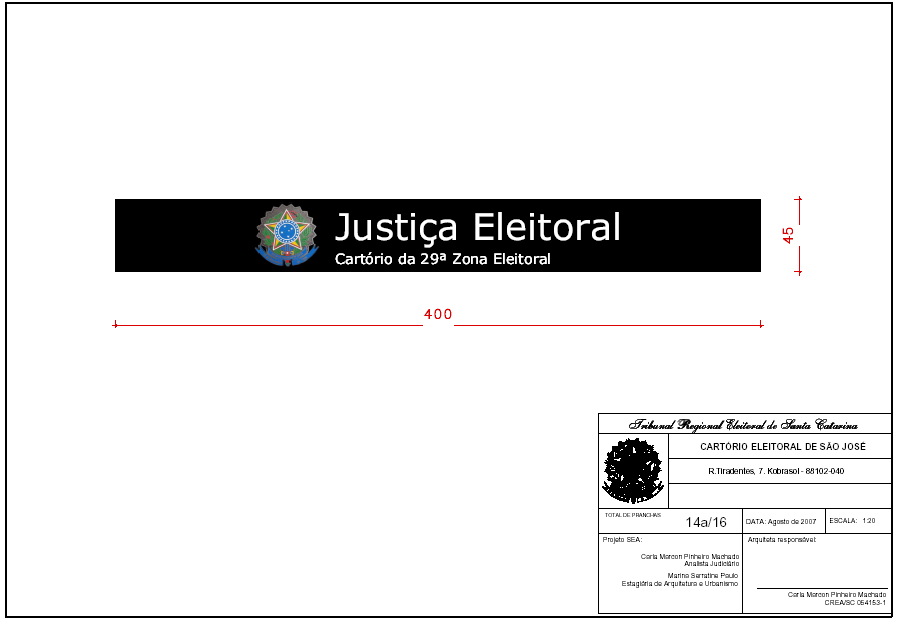 Justiça Eleitoral
Cartório da 29ª Zona Eleitoral
45
400
Tribunal Regional Eleitoral de Santa Catarina
CARTÓRIO ELEITORAL DE SÃO JOSÉ
R.Tiradentes, 7. Kobrasol - 88102-040
TOTAL DE PRANCHAS
14a/16
DATA: Agosto de 2007
ESCALA: 1:20
Projeto SEA:
Carla Mercon Pinheiro Machado
Analista Judiciário
Marina Serratine Paulo
Estagiária de Arquitetura e Urbanismo
Arquiteta responsável:
Carla Mercon Pinheiro Machado
CREA/SC 054153-1